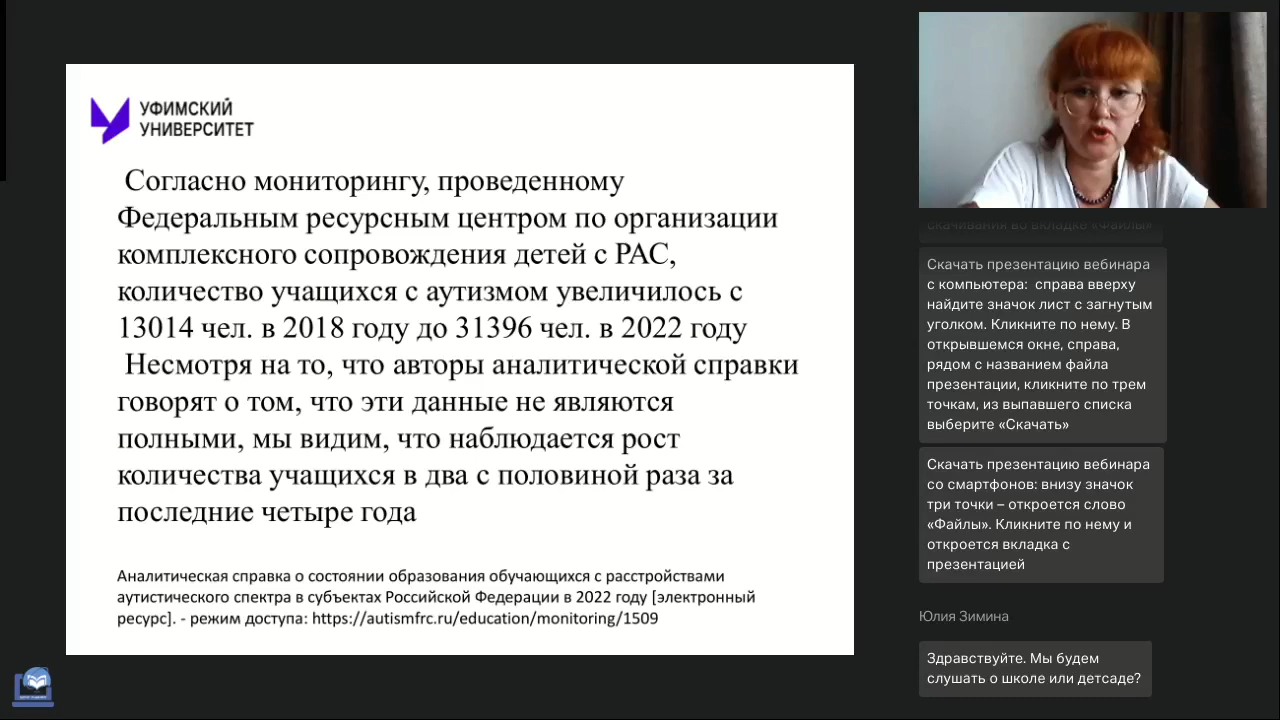 УФИМСКИЙ
УНИВЕРСИТЕТ
Согласно мониторингу, проведенному
Федеральным ресурсным центром по организации
комплексного сопровождения детей с РАС,
количество учащихся с аутизмом увеличилось с
13014 чел. в 2018 году до 31396 чел. в 2022 году
Несмотря на то, что авторы аналитической справки
говорят о том, что эти данные не являются
полными, мы видим, что наблюдается рост
количества учащихся в два с половиной раза за
последние четыре года
Аналитическая справка о состоянии образования обучающихся с расстройствами
аутистического спектра в субъектах Российской Федерации в 2022 году [электронный
ресурс]. - режим доступа: https://autismfrc.ru/education/monitoring/1509
скачивания во вкладке «Файлы»
Скачать презентацию вебинара
с компьютера: справа вверху
найдите значок лист с загнутым
уголком. Кликните по нему. В
открывшемся окне, справа,
рядом с названием файла
презентации, кликните по трем
точкам, из выпавшего списка
выберите «Скачать»
Скачать презентацию вебинара
со смартфонов: внизу значок
три точки – откроется слово
«Файлы». Кликните по нему и
откроется вкладка с
презентацией
Юлия Зимина
Здравствуйте. Мы будем
слушать о школе или детсаде?